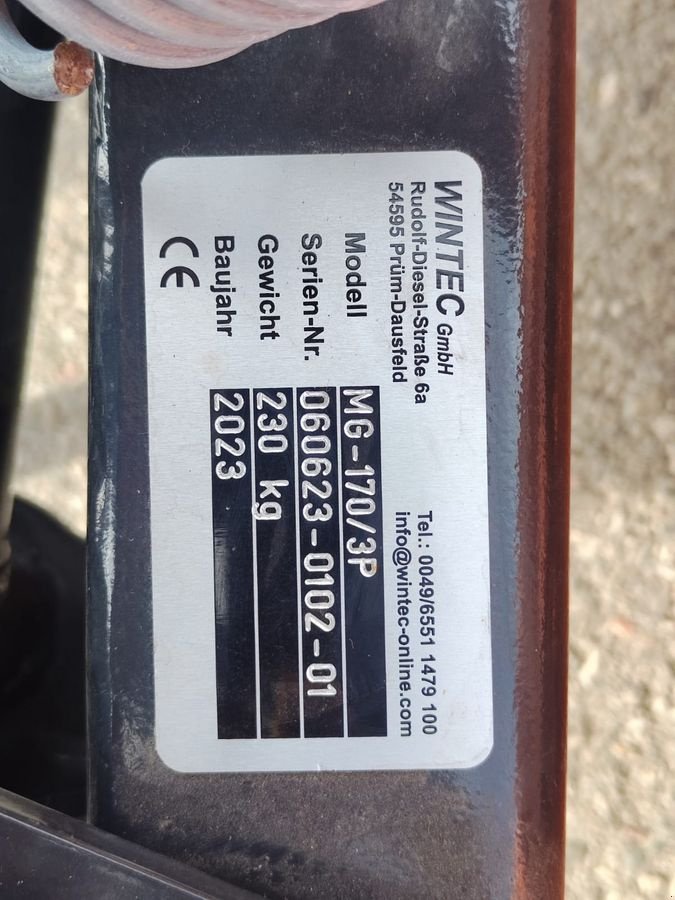 WINTEC GmbH
Rudolf-Diesel-Straße 6a Tel.: 0049/6551 1479 100
54595 Prüm-Dausfeld info@wintec-online.com
Modell MG-170/3P
Serien-Nr. 060623-0102-01
Gewicht 230 kg
Baujahr 2023
CE